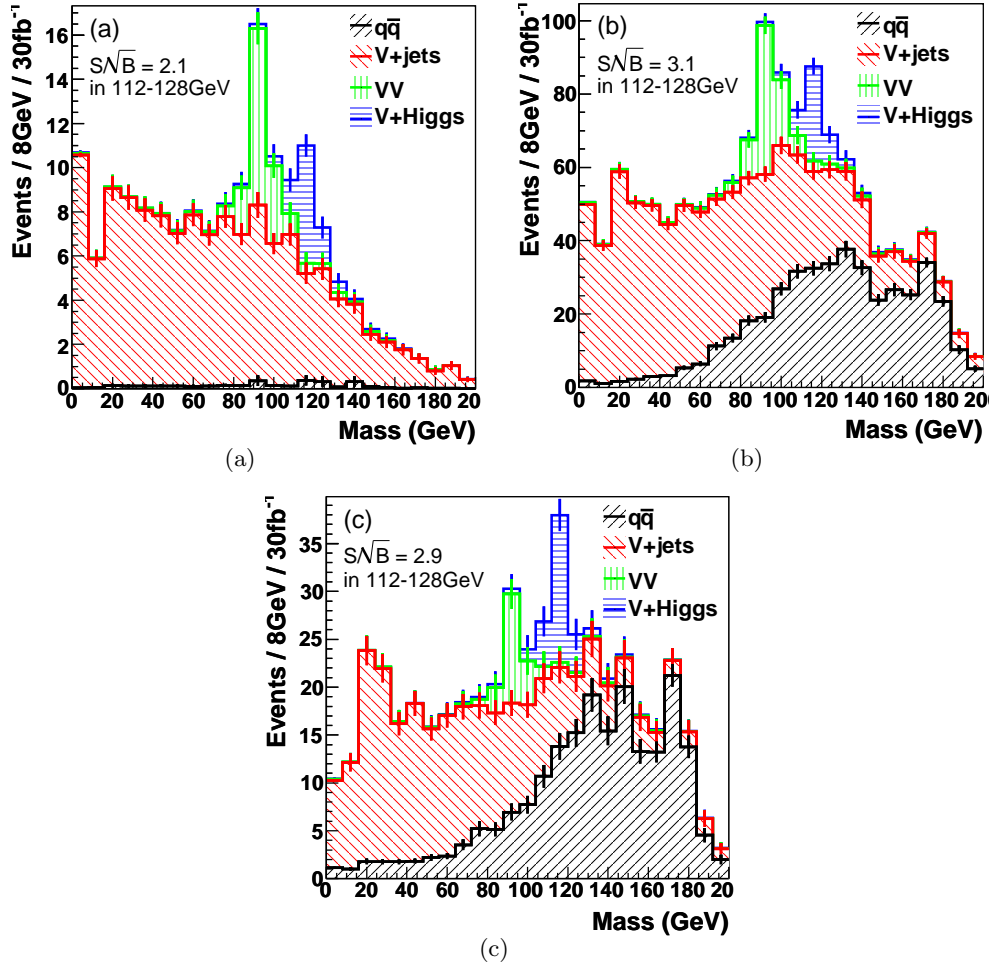 Events / 8GeV / 30fb⁻¹
16
14
12
10
8
6
4
2
0
(a)
S/√B = 2.1
in 112-128GeV
qq̅
V+jets
VV
V+Higgs
0 20 40 60 80 100 120 140 160 180 20
Mass (GeV)
(a)
Events / 8GeV / 30fb⁻¹
100
80
60
40
20
0
(b)
S/√B = 3.1
in 112-128GeV
qq̅
V+jets
VV
V+Higgs
0 20 40 60 80 100 120 140 160 180 20
Mass (GeV)
(b)
Events / 8GeV / 30fb⁻¹
35
30
25
20
15
10
5
0
(c)
S/√B = 2.9
in 112-128GeV
qq̅
V+jets
VV
V+Higgs
0 20 40 60 80 100 120 140 160 180 20
Mass (GeV)
(c)